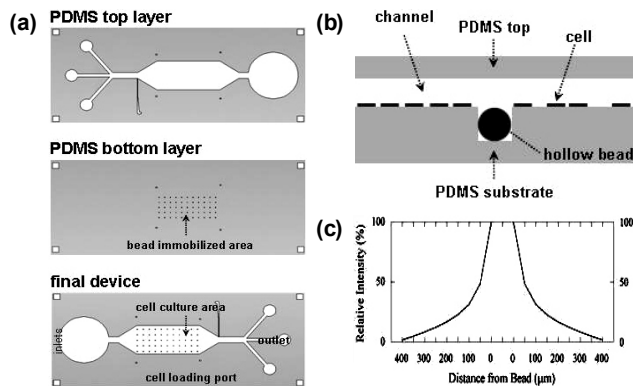 (a)
PDMS top layer
PDMS bottom layer
bead immobilized area
final device
cell culture area
inlets
outlet
cell loading port
(b)
channel
PDMS top
cell
hollow bead
PDMS substrate
(c)
Relative Intensity (%)
100
50
0
100
50
0
400 300 200 100 0 0 100 200 300 400
Distance from Bead (μm)